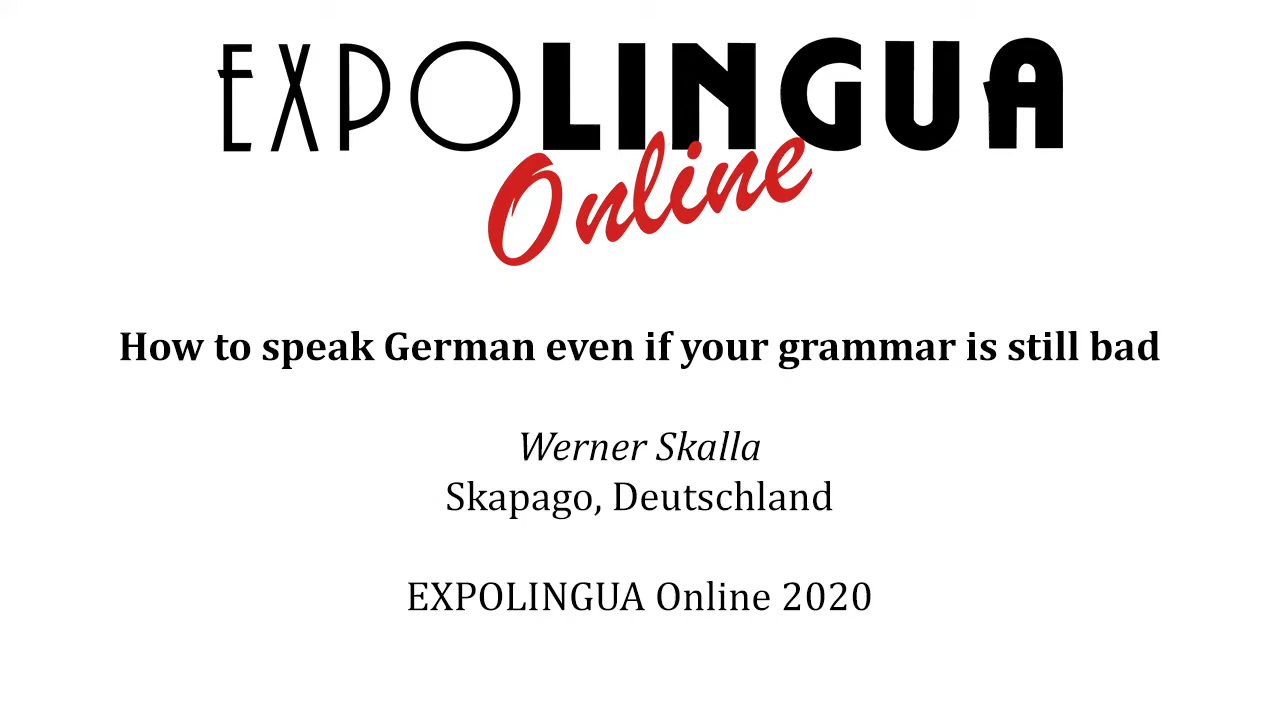 EXPOLINGUA
Online
How to speak German even if your grammar is still bad
Werner Skalla
Skapago, Deutschland
EXPOLINGUA Online 2020